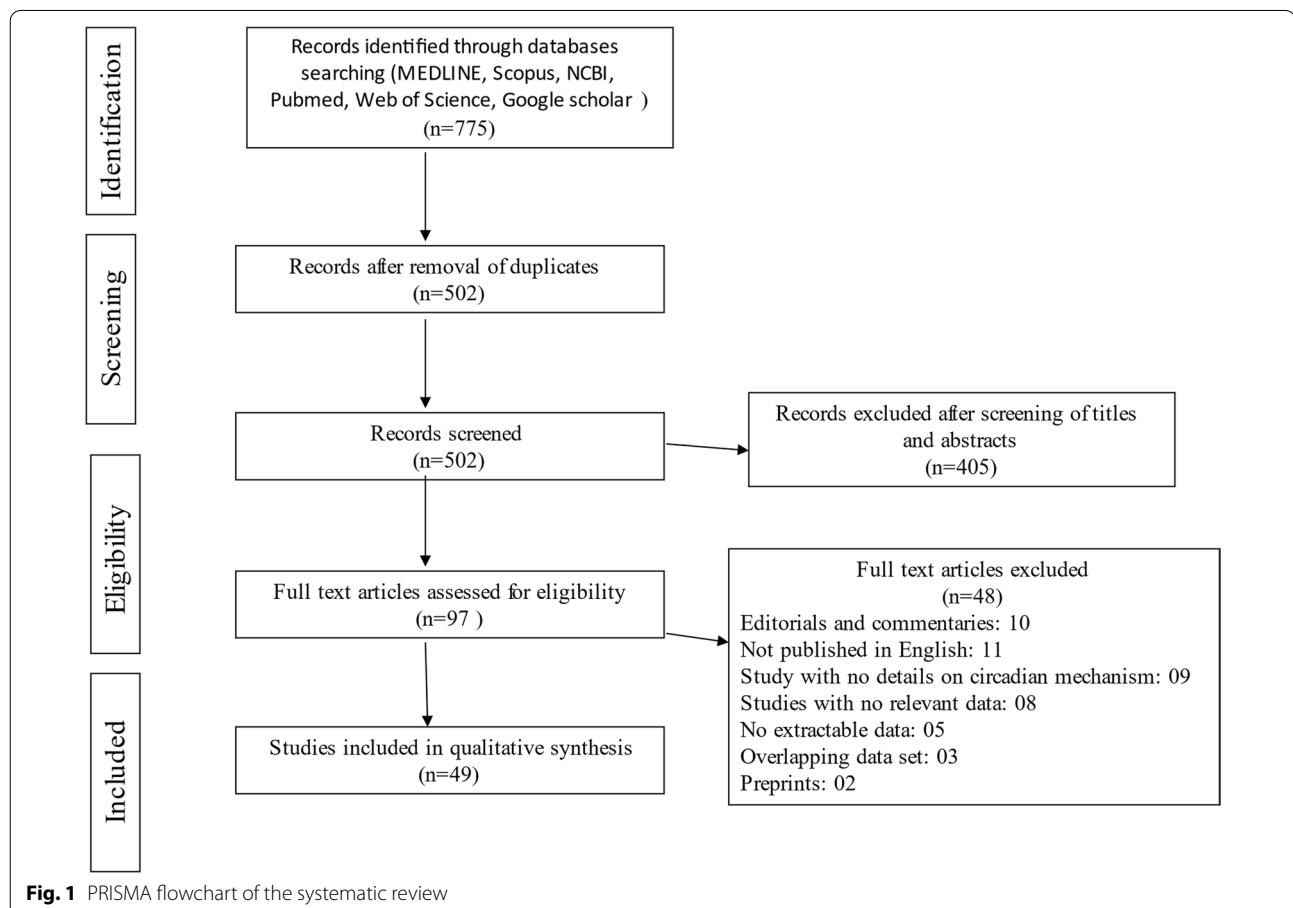 Identification
Records identified through databases
searching (MEDLINE, Scopus, NCBI,
Pubmed, Web of Science, Google scholar )
(n=775)
Screening
Records after removal of duplicates
(n=502)
Records screened
(n=502)
Records excluded after screening of titles
and abstracts
(n=405)
Eligibility
Full text articles assessed for eligibility
(n=97 )
Full text articles excluded
(n=48)
Editorials and commentaries: 10
Not published in English: 11
Study with no details on circadian mechanism: 09
Studies with no relevant data: 08
No extractable data: 05
Overlapping data set: 03
Preprints: 02
Included
Studies included in qualitative synthesis
(n=49)
Fig. 1 PRISMA flowchart of the systematic review